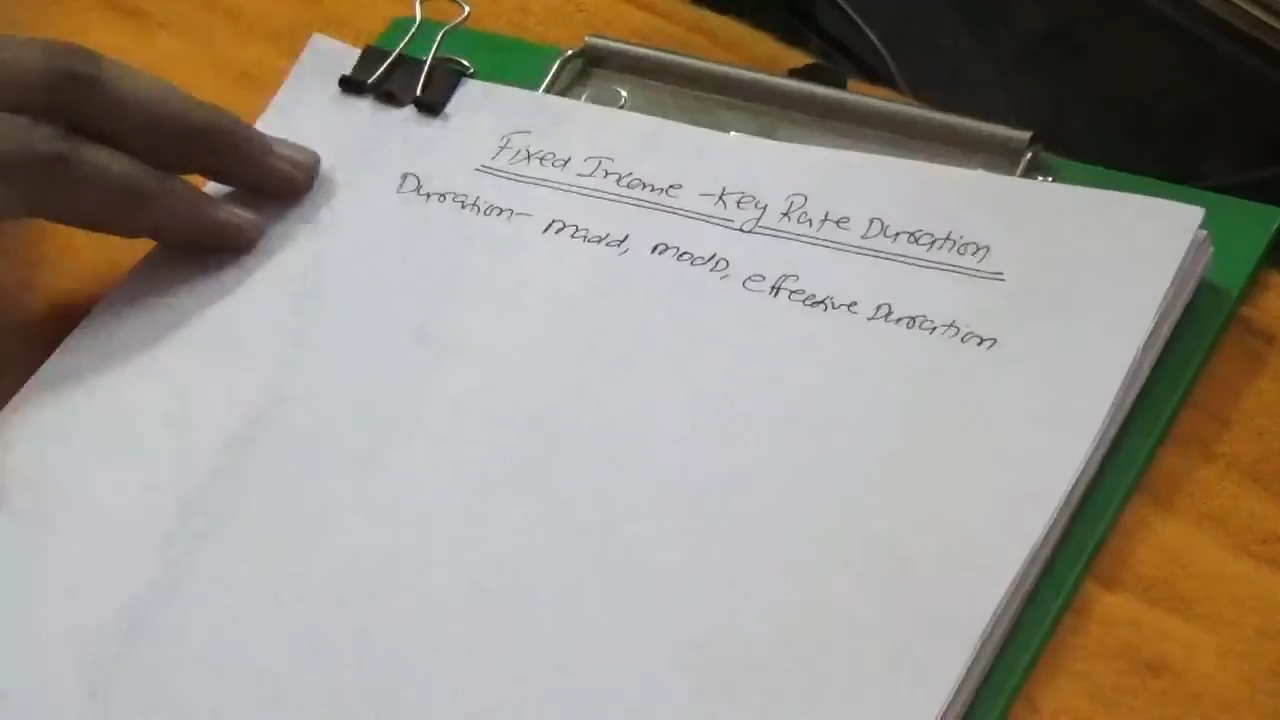 Fixed Income - Key Rate Duration
Duration - macd, modD, effective Duration